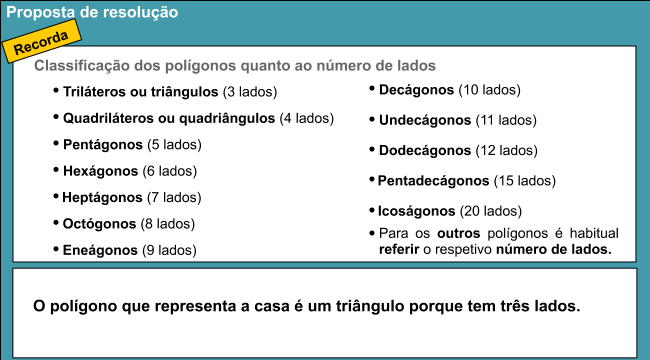 Proposta de resolução
Recorda
Classificação dos polígonos quanto ao número de lados
• Triláteros ou triângulos (3 lados)
• Quadriláteros ou quadriângulos (4 lados)
• Pentágonos (5 lados)
• Hexágonos (6 lados)
• Heptágonos (7 lados)
• Octógonos (8 lados)
• Eneágonos (9 lados)
• Decágonos (10 lados)
• Undecágonos (11 lados)
• Dodecágonos (12 lados)
• Pentadecágonos (15 lados)
• Icoságonos (20 lados)
• Para os outros polígonos é habitual
referir o respetivo número de lados.
O polígono que representa a casa é um triângulo porque tem três lados.